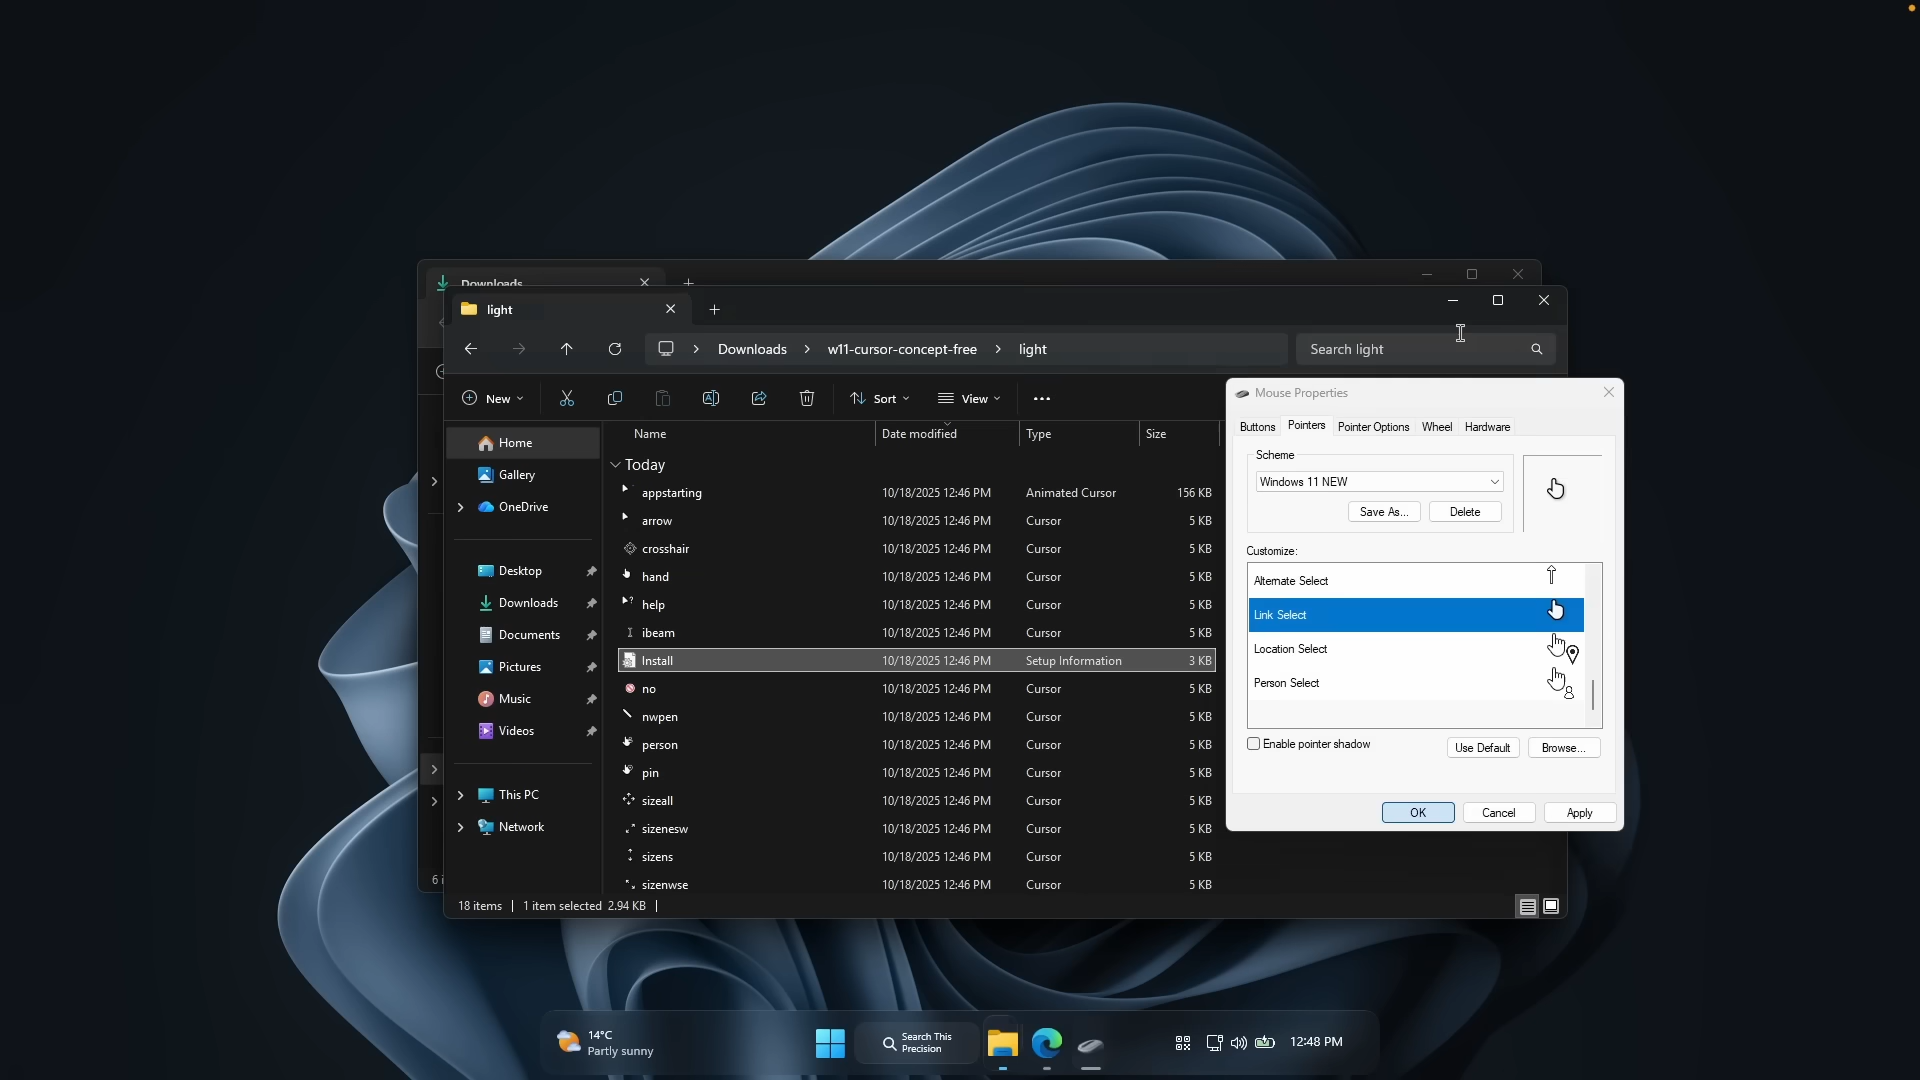 Downloads
light
Downloads
w11-cursor-concept-free
light
Search light
New
Sort
View
Home
Gallery
OneDrive
Desktop
Downloads
Documents
Pictures
Music
Videos
This PC
Network
Name Date modified Type Size
Today
appstarting 10/18/2025 12:46 PM Animated Cursor 156 KB
arrow 10/18/2025 12:46 PM Cursor 5 KB
crosshair 10/18/2025 12:46 PM Cursor 5 KB
hand 10/18/2025 12:46 PM Cursor 5 KB
help 10/18/2025 12:46 PM Cursor 5 KB
ibeam 10/18/2025 12:46 PM Cursor 5 KB
Install 10/18/2025 12:46 PM Setup Information 3 KB
no 10/18/2025 12:46 PM Cursor 5 KB
nwpen 10/18/2025 12:46 PM Cursor 5 KB
person 10/18/2025 12:46 PM Cursor 5 KB
pin 10/18/2025 12:46 PM Cursor 5 KB
sizeall 10/18/2025 12:46 PM Cursor 5 KB
sizenesw 10/18/2025 12:46 PM Cursor 5 KB
sizens 10/18/2025 12:46 PM Cursor 5 KB
sizenwse 10/18/2025 12:46 PM Cursor 5 KB
18 items 1 item selected 2.94 KB
Mouse Properties
Buttons Pointers Pointer Options Wheel Hardware
Scheme
Windows 11 NEW
Save As... Delete
Customize:
Alternate Select
Link Select
Location Select
Person Select
Enable pointer shadow
Use Default Browse...
OK Cancel Apply
14°C
Partly sunny
Search This
Precision
12:48 PM